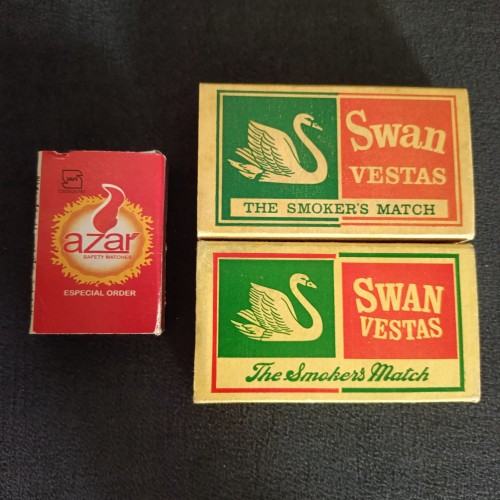 azar
SAFETY MATCHES
ESPECIAL ORDER
Swan
VESTAS
THE SMOKER'S MATCH
SWAN
VESTAS
The Smoker's Match